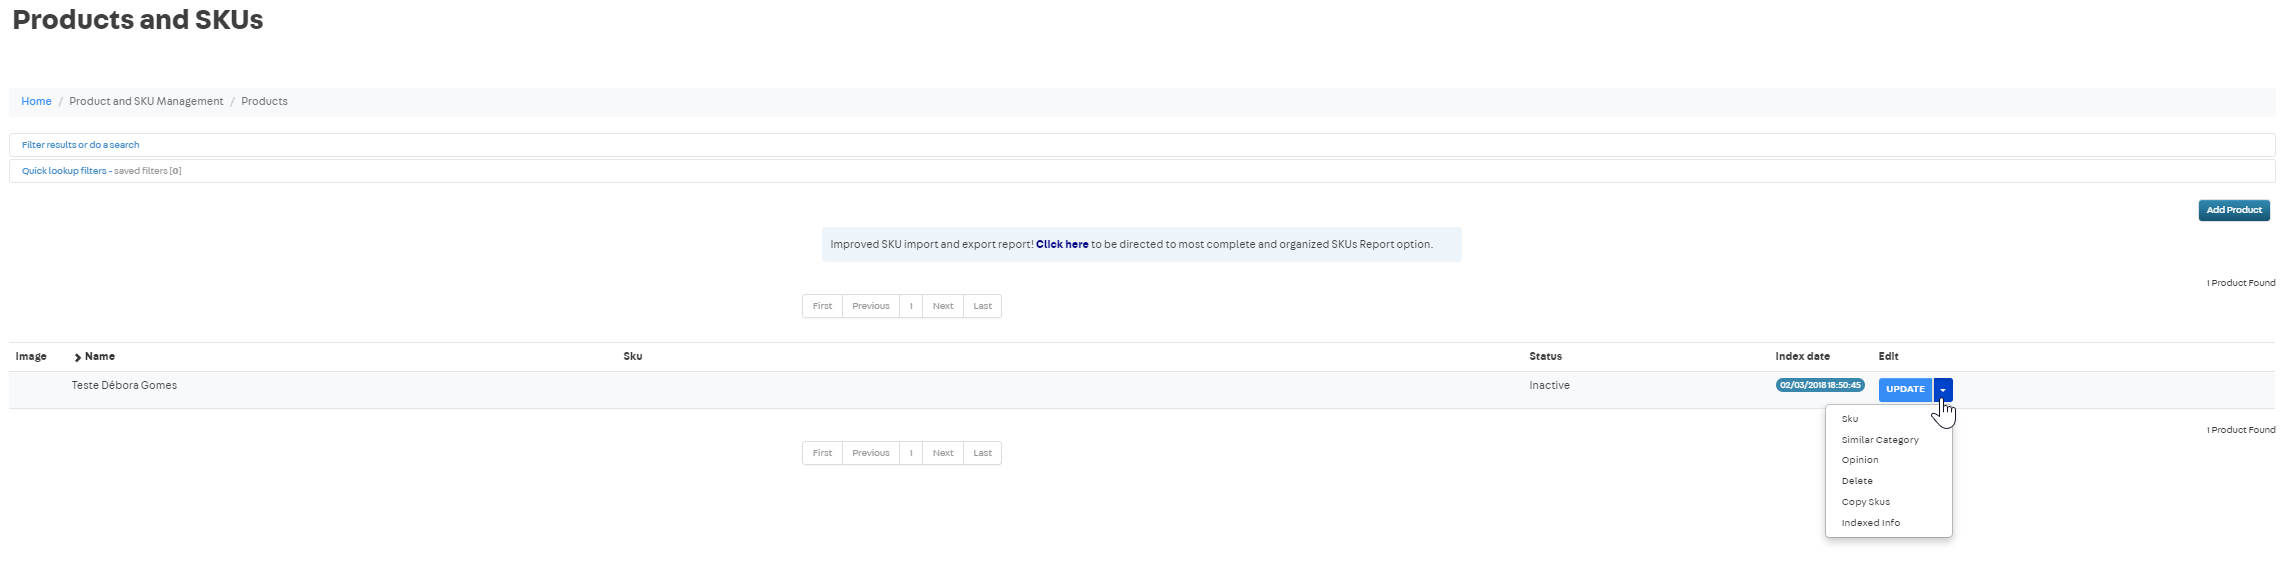 Products and SKUs
Home / Product and SKU Management / Products
Filter results or do a search
Quick lookup filters - saved filters [0]
Add Product
Improved SKU import and export report! Click here to be directed to most complete and organized SKUs Report option.
1 Product Found
First Previous 1 Next Last
Image Name Sku Status Index date Edit
Teste Débora Gomes Inactive 02/03/2018 18:50:45 UPDATE
Sku
Similar Category
Opinion
Delete
Copy Skus
Indexed Info
1 Product Found
First Previous 1 Next Last